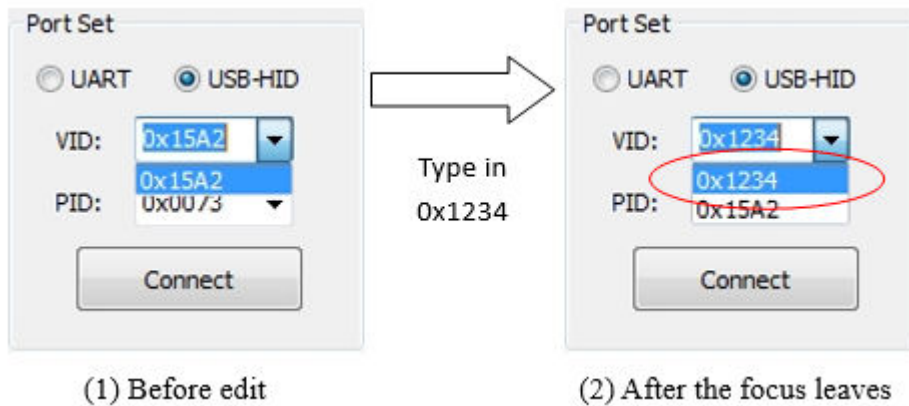 Port Set
UART
USB-HID
VID:
0x15A2
0x15A2
PID:
0x0073
Connect
(1) Before edit
Type in
0x1234
Port Set
UART
USB-HID
VID:
0x1234
0x1234
PID:
0x15A2
Connect
(2) After the focus leaves